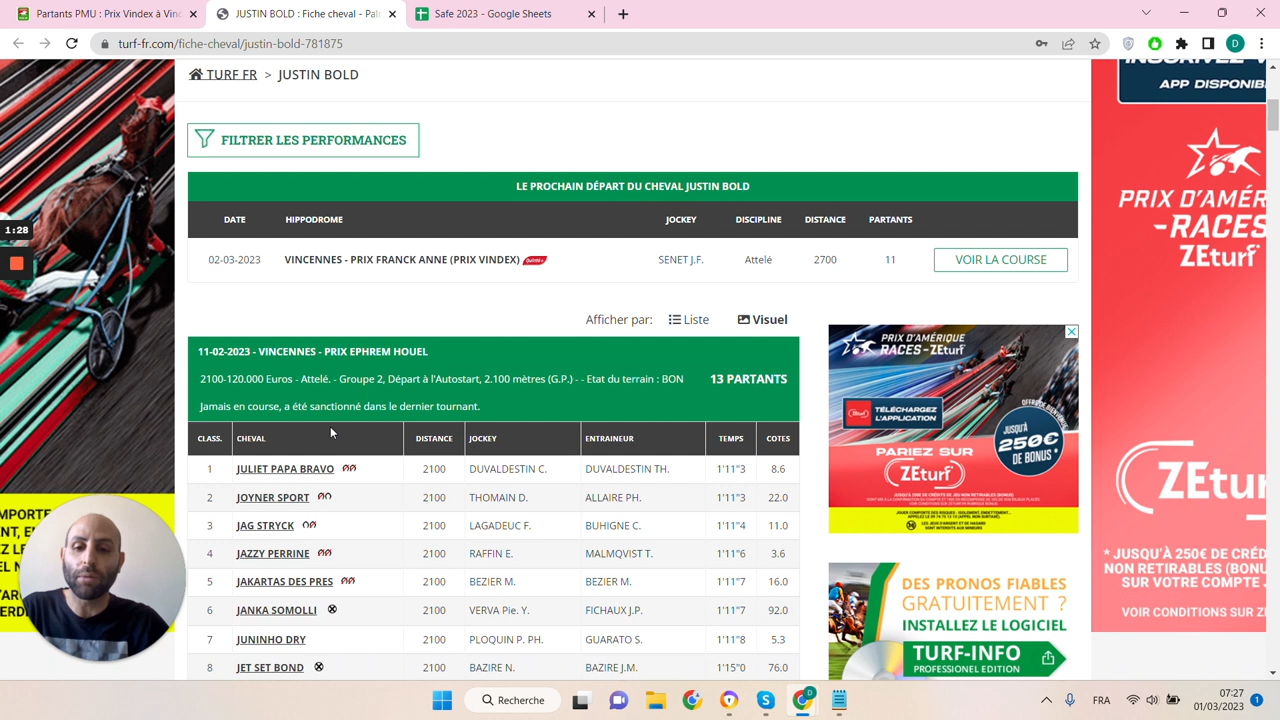 Partants PMU : Prix Vindex à Vinc
JUSTIN BOLD : Fiche cheval - Pal
Safe 2023 - Google Sheets
turf-fr.com/fiche-cheval/justin-bold-781875
D
TURF FR > JUSTIN BOLD
FILTRER LES PERFORMANCES
LE PROCHAIN DÉPART DU CHEVAL JUSTIN BOLD
DATE HIPPODROME JOCKEY DISCIPLINE DISTANCE PARTANTS
02-03-2023 VINCENNES - PRIX FRANCK ANNE (PRIX VINDEX) SENET J.F. Attelé 2700 11 VOIR LA COURSE
1:28
Afficher par: Liste Visuel
11-02-2023 - VINCENNES - PRIX EPHREM HOUEL
2100-120.000 Euros - Attelé. - Groupe 2, Départ à l'Autostart, 2.100 mètres (G.P.) - - Etat du terrain : BON
13 PARTANTS
Jamais en course, a été sanctionné dans le dernier tournant.
CLASS. CHEVAL DISTANCE JOCKEY ENTRAINEUR TEMPS COTES
JULIET PAPA BRAVO 2100 DUVALDESTIN C. DUVALDESTIN TH. 1'11"3 8.6
2 JOYNER SPORT 2100 THOMAIN D. ALLAIRE PH. 1'11"3 22.0
2100 LAGADEUC F. BUHIGNE C. 1'11"4 11.0
4 JAZZY PERRINE 2100 RAFFIN E. MALMQVIST T. 1'11"6 3.6
5 JAKARTAS DES PRES 2100 BEZIER M. BEZIER M. 1'11"7 16.0
6 JANKA SOMOLLI 2100 VERVA Pie. Y. FICHAUX J.P. 1'11"7 92.0
7 JUNINHO DRY 2100 PLOQUIN P. PH. GUARATO S. 1'11"8 5.3
8 JET SET BOND 2100 BAZIRE N. BAZIRE J.M. 1'15"0 76.0
PRIX D'AMÉRIQUE
RACES - ZEturf
TÉLÉCHARGEZ
L'APPLICATION
OFFRE DE BIENVENUE
JUSQU'À
250€
DE BONUS*
PARIEZ SUR
ZEturf
DES PRONOS FIABLES
GRATUITEMENT ?
INSTALLEZ LE LOGICIEL
TURF-INFO
PROFESSIONEL EDITION
APP DISPONIB
PRIX D'AMÉR
-RACES-
ZEturf
ZEtur
* JUSQU'À 250€ DE CRÉD
NON RETIRABLES (BON
SUR VOTRE COMPTE
VOIR CONDITIONS SUR ZE
Recherche
FRA
07:27
01/03/2023
1